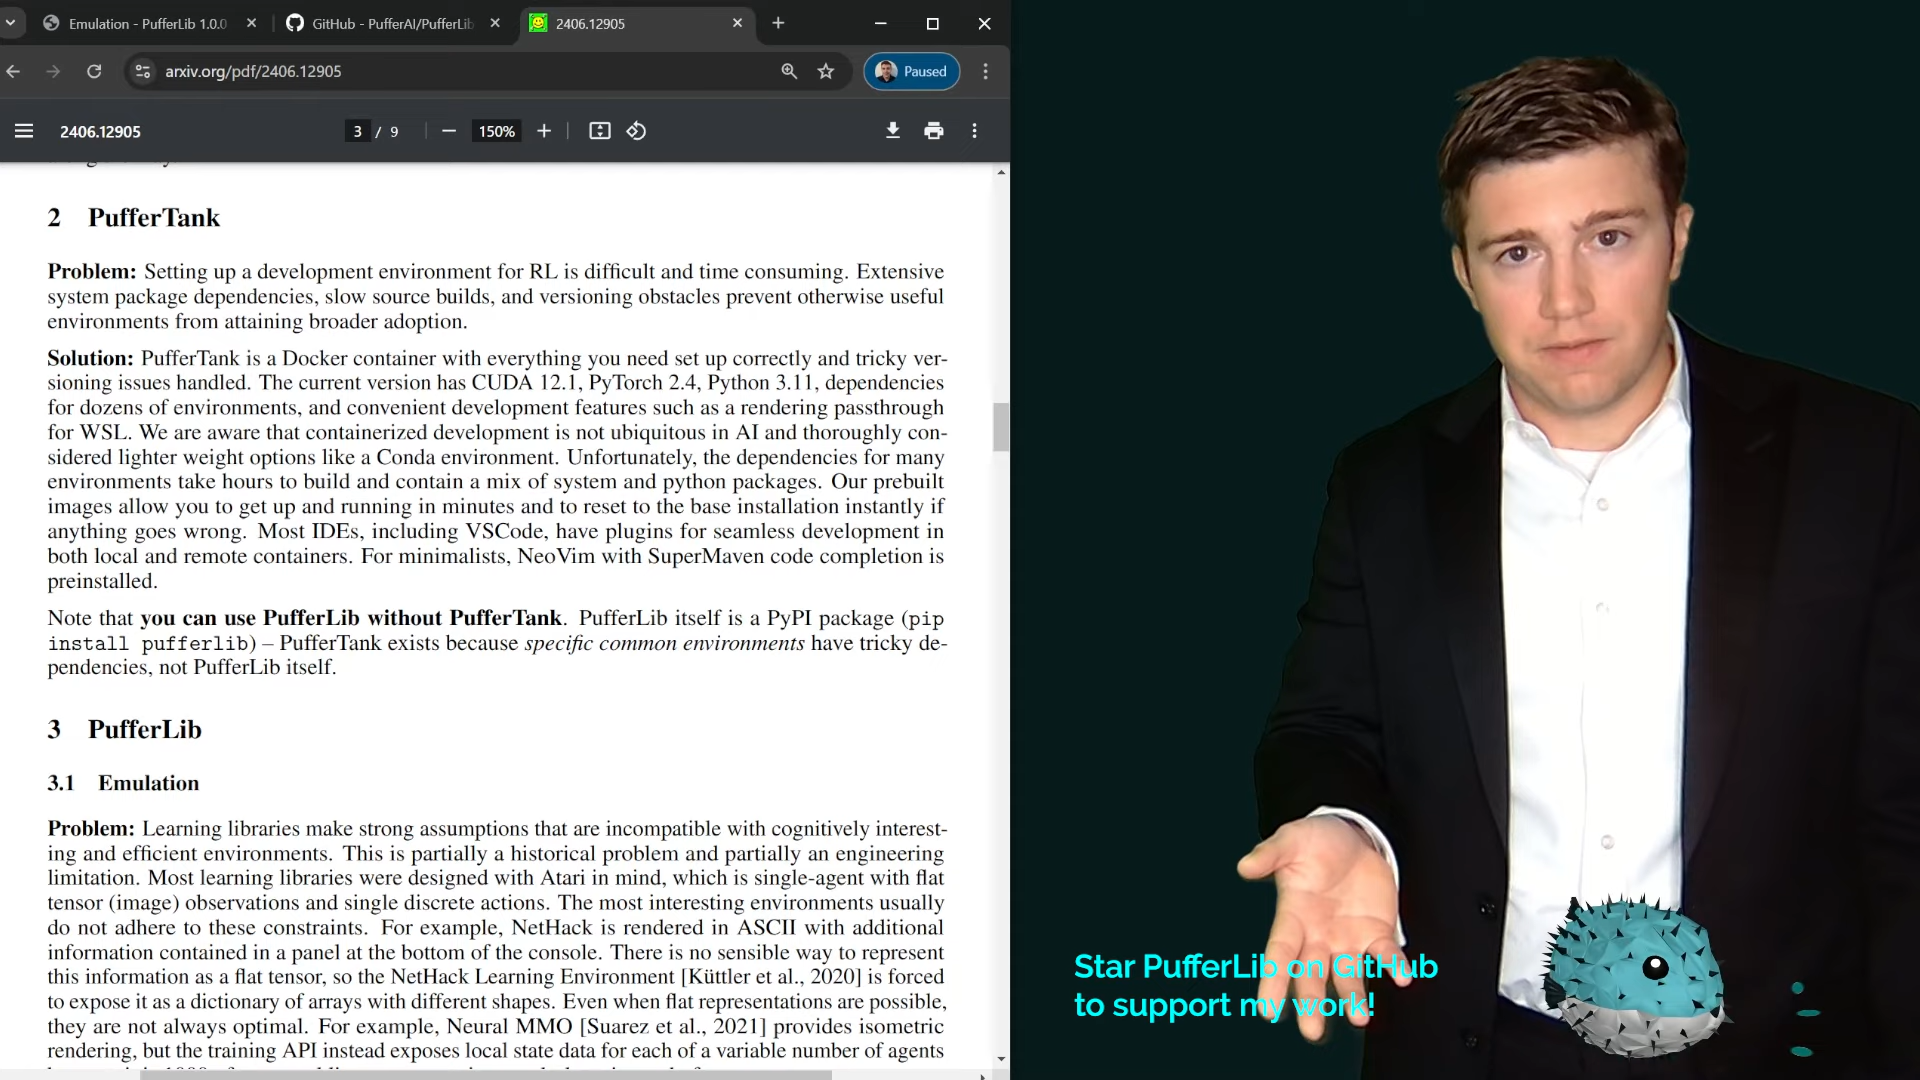 Emulation - PufferLib 1.0.0
GitHub - PufferAI/PufferLib
2406.12905
arxiv.org/pdf/2406.12905
Paused
2406.12905
3 / 9
150%
2 PufferTank
Problem: Setting up a development environment for RL is difficult and time consuming. Extensive
system package dependencies, slow source builds, and versioning obstacles prevent otherwise useful
environments from attaining broader adoption.
Solution: PufferTank is a Docker container with everything you need set up correctly and tricky ver-
sioning issues handled. The current version has CUDA 12.1, PyTorch 2.4, Python 3.11, dependencies
for dozens of environments, and convenient development features such as a rendering passthrough
for WSL. We are aware that containerized development is not ubiquitous in AI and thoroughly con-
sidered lighter weight options like a Conda environment. Unfortunately, the dependencies for many
environments take hours to build and contain a mix of system and python packages. Our prebuilt
images allow you to get up and running in minutes and to reset to the base installation instantly if
anything goes wrong. Most IDEs, including VSCode, have plugins for seamless development in
both local and remote containers. For minimalists, NeoVim with SuperMaven code completion is
preinstalled.
Note that you can use PufferLib without PufferTank. PufferLib itself is a PyPI package (pip
install pufferlib) – PufferTank exists because specific common environments have tricky de-
pendencies, not PufferLib itself.
3 PufferLib
3.1 Emulation
Problem: Learning libraries make strong assumptions that are incompatible with cognitively interest-
ing and efficient environments. This is partially a historical problem and partially an engineering
limitation. Most learning libraries were designed with Atari in mind, which is single-agent with flat
tensor (image) observations and single discrete actions. The most interesting environments usually
do not adhere to these constraints. For example, NetHack is rendered in ASCII with additional
information contained in a panel at the bottom of the console. There is no sensible way to represent
this information as a flat tensor, so the NetHack Learning Environment [Küttler et al., 2020] is forced
to expose it as a dictionary of arrays with different shapes. Even when flat representations are possible,
they are not always optimal. For example, Neural MMO [Suarez et al., 2021] provides isometric
rendering, but the training API instead exposes local state data for each of a variable number of agents
Star PufferLib on GitHub
to support my work!